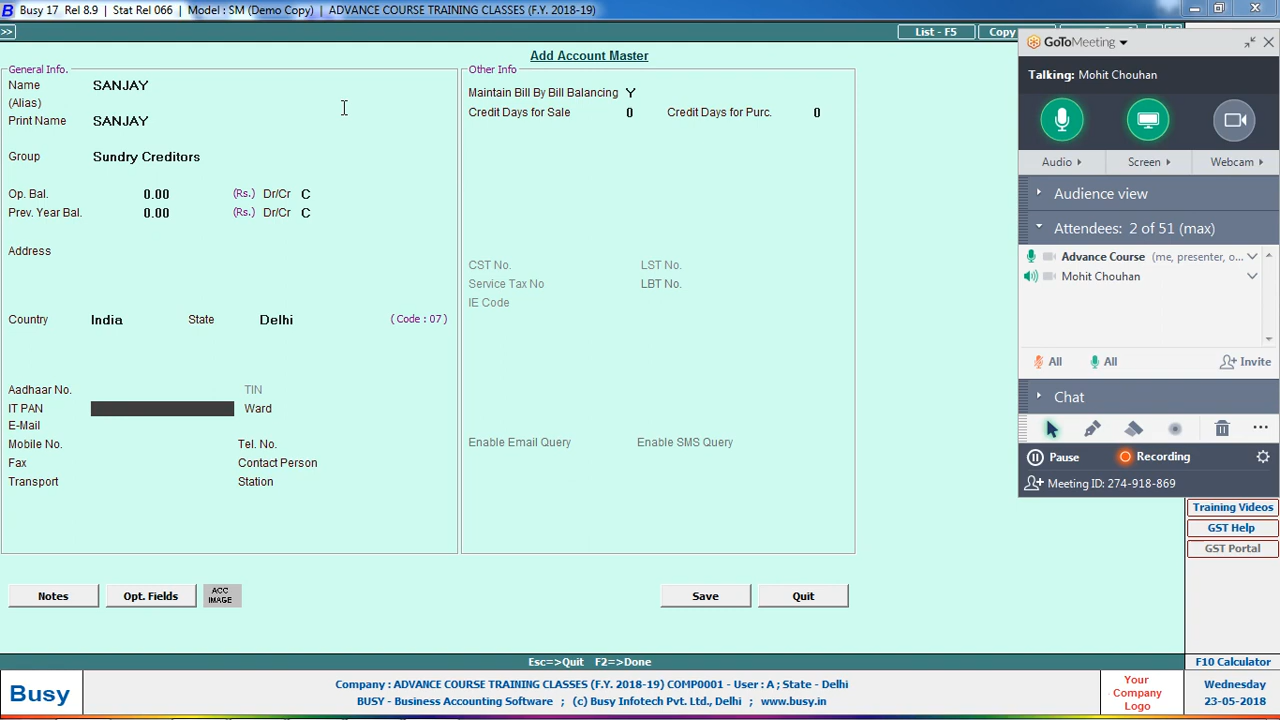 Busy 17 Rel 8.9 | Stat Rel 066 | Model : SM (Demo Copy) | ADVANCE COURSE TRAINING CLASSES (F.Y. 2018-19)
>> List - F5 Copy
Add Account Master
General Info.
Name SANJAY
(Alias)
Print Name SANJAY
Group Sundry Creditors
Op. Bal. 0.00 (Rs.) Dr/Cr C
Prev. Year Bal. 0.00 (Rs.) Dr/Cr C
Address
Country India State Delhi ( Code : 07 )
Aadhaar No. TIN
IT PAN Ward
E-Mail
Mobile No. Tel. No.
Fax Contact Person
Transport Station
Other Info
Maintain Bill By Bill Balancing Y
Credit Days for Sale 0 Credit Days for Purc. 0
CST No. LST No.
Service Tax No LBT No.
IE Code
Enable Email Query Enable SMS Query
Notes Opt. Fields ACC IMAGE Save Quit
GoToMeeting
Talking: Mohit Chouhan
Audio Screen Webcam
Audience view
Attendees: 2 of 51 (max)
Advance Course (me, presenter, o...
Mohit Chouhan
All All Invite
Chat
Pause Recording
Meeting ID: 274-918-869
Training Videos
GST Help
GST Portal
Esc=>Quit F2=>Done F10 Calculator
Busy
Company : ADVANCE COURSE TRAINING CLASSES (F.Y. 2018-19) COMP0001 - User : A ; State - Delhi
BUSY - Business Accounting Software ; (c) Busy Infotech Pvt. Ltd., Delhi ; www.busy.in
Your
Company
Logo
Wednesday
23-05-2018